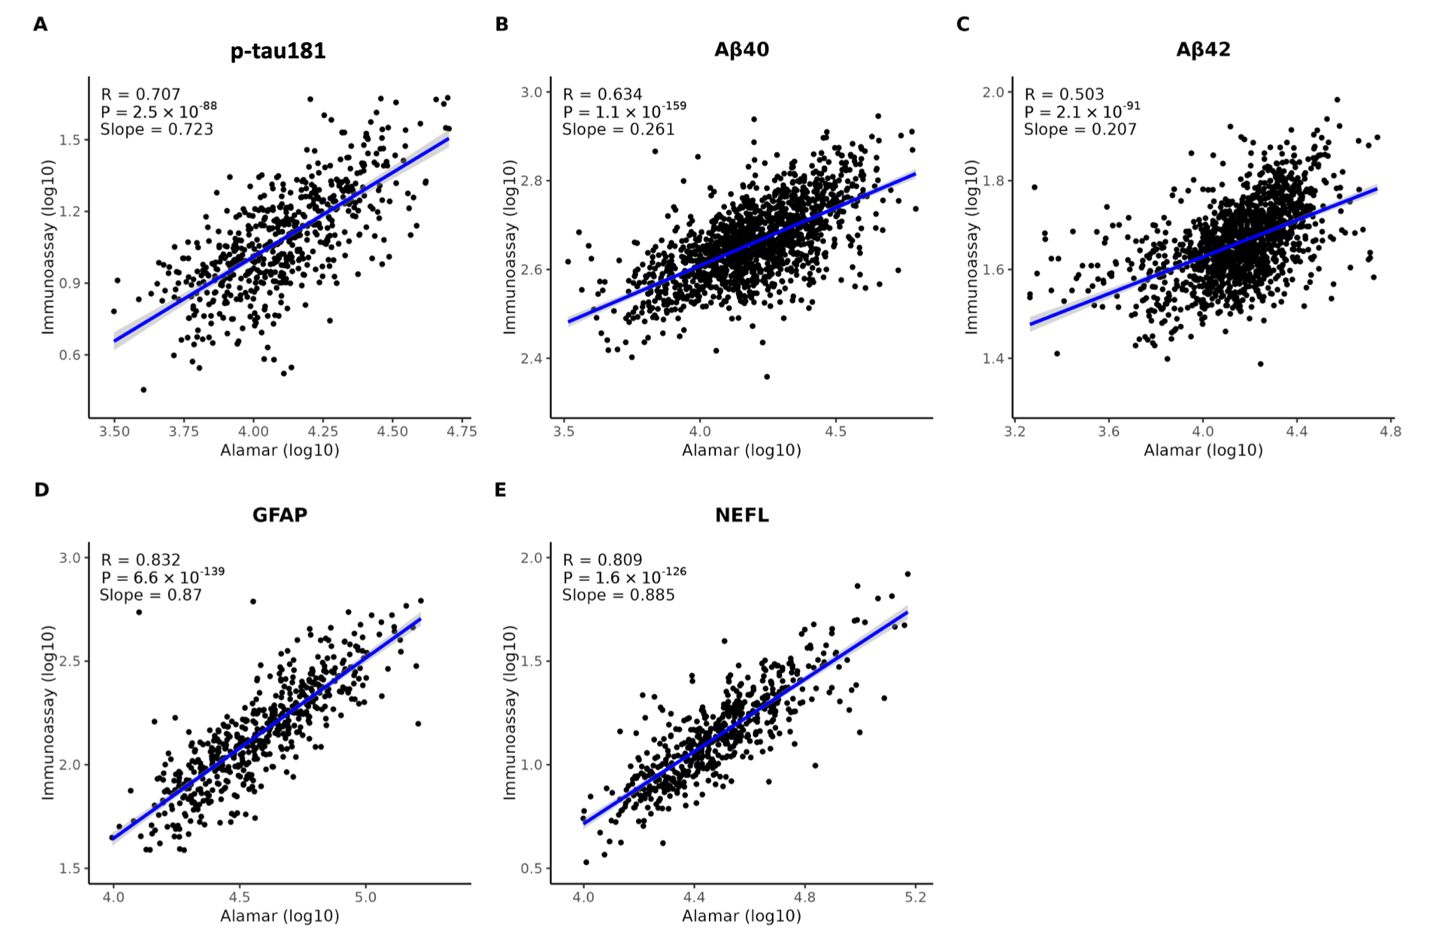 A
p-tau181
R = 0.707
P = 2.5 × 10-88
Slope = 0.723
Immunoassay (log10)
1.5
1.2
0.9
0.6
3.50 3.75 4.00 4.25 4.50 4.75
Alamar (log10)
B
Aβ40
R = 0.634
P = 1.1 × 10-159
Slope = 0.261
Immunoassay (log10)
3.0
2.8
2.6
2.4
3.5 4.0 4.5
Alamar (log10)
C
Aβ42
R = 0.503
P = 2.1 × 10-91
Slope = 0.207
Immunoassay (log10)
2.0
1.8
1.6
1.4
3.2 3.6 4.0 4.4 4.8
Alamar (log10)
D
GFAP
R = 0.832
P = 6.6 × 10-139
Slope = 0.87
Immunoassay (log10)
3.0
2.5
2.0
1.5
4.0 4.5 5.0
Alamar (log10)
E
NEFL
R = 0.809
P = 1.6 × 10-126
Slope = 0.885
Immunoassay (log10)
2.0
1.5
1.0
0.5
4.0 4.4 4.8 5.2
Alamar (log10)